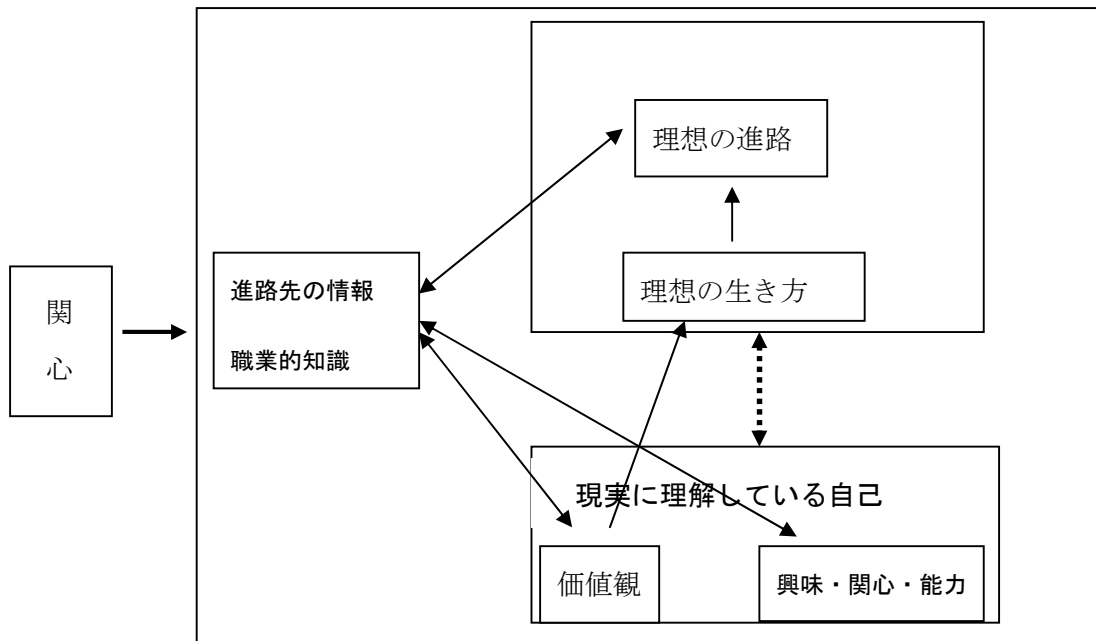 理想の進路
理想の生き方
進路先の情報
職業的知識
関
心
現実に理解している自己
価値観
興味・関心・能力